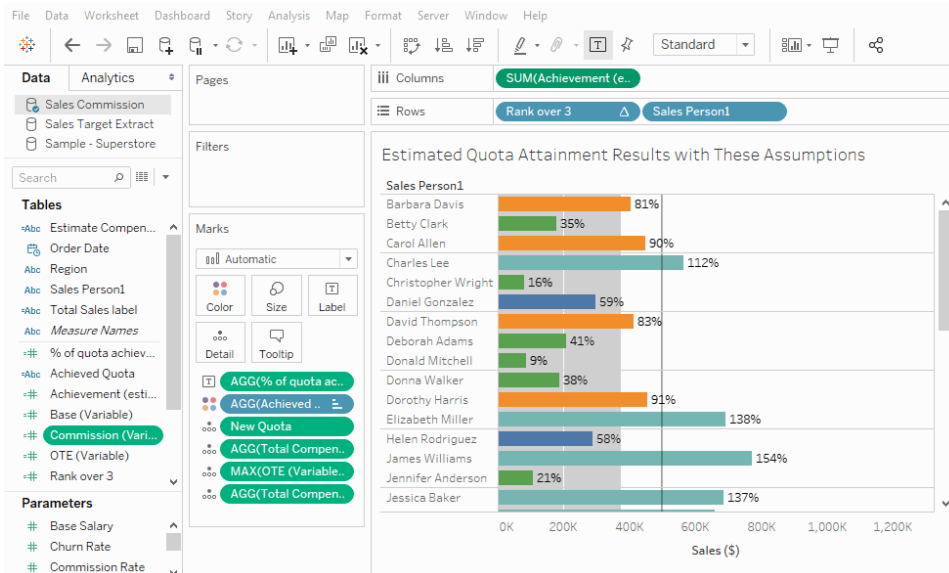 File Data Worksheet Dashboard Story Analysis Map Format Server Window Help
Standard
Data Analytics
Sales Commission
Sales Target Extract
Sample - Superstore
Search
Tables
Abc Estimate Compen...
Order Date
Abc Region
Abc Sales Person1
Abc Total Sales label
Abc Measure Names
# % of quota achiev...
Abc Achieved Quota
# Achievement (esti...
# Base (Variable)
# Commission (Vari...
# OTE (Variable)
# Rank over 3
Parameters
# Base Salary
# Churn Rate
# Commission Rate
Pages
Filters
Marks
Automatic
Color Size Label
Detail Tooltip
AGG(% of quota ac..
AGG(Achieved ..
New Quota
AGG(Total Compen..
MAX(OTE (Variable..
AGG(Total Compen..
Columns SUM(Achievement (e..
Rows Rank over 3 Δ Sales Person1
Estimated Quota Attainment Results with These Assumptions
Sales Person1
Barbara Davis 81%
Betty Clark 35%
Carol Allen 90%
Charles Lee 112%
Christopher Wright 16%
Daniel Gonzalez 59%
David Thompson 83%
Deborah Adams 41%
Donald Mitchell 9%
Donna Walker 38%
Dorothy Harris 91%
Elizabeth Miller 138%
Helen Rodriguez 58%
James Williams 154%
Jennifer Anderson 21%
Jessica Baker 137%
0K 200K 400K 600K 800K 1,000K 1,200K
Sales ($)